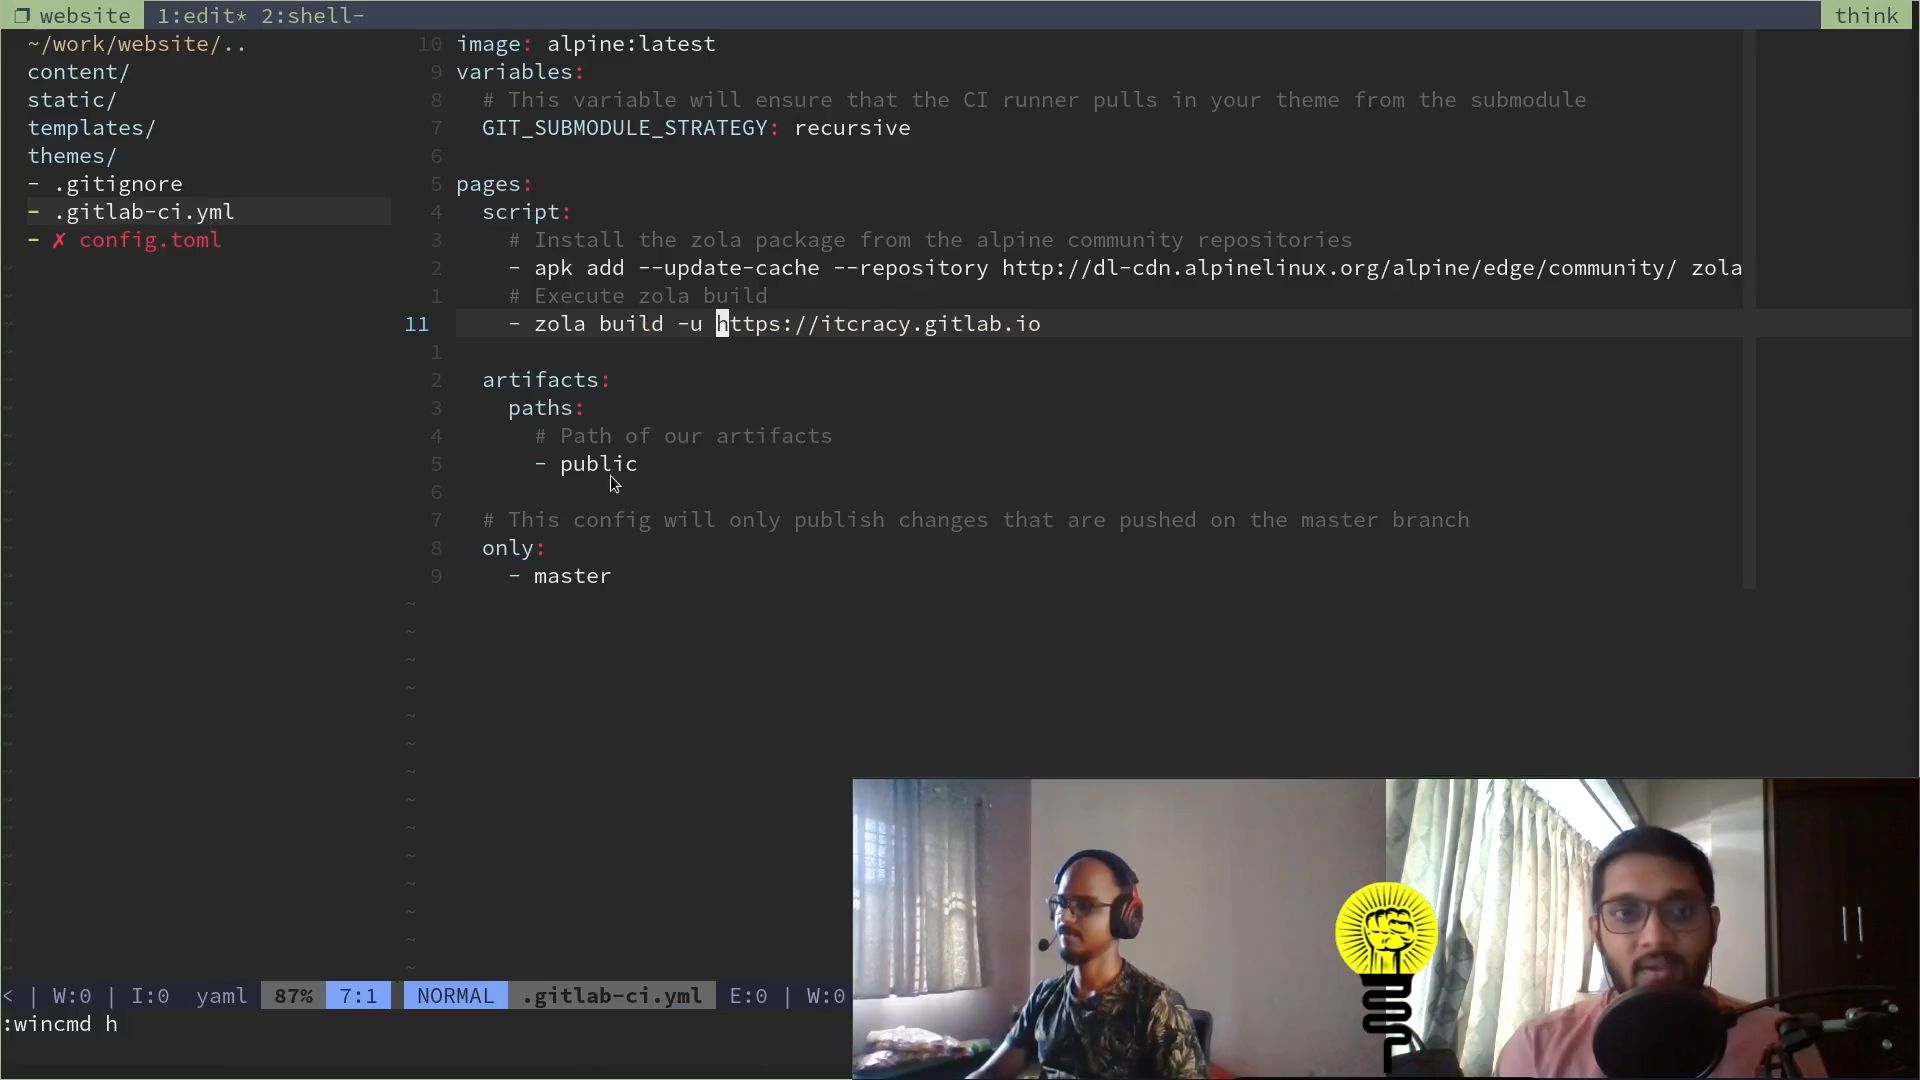 ❐ website 1:edit* 2:shell- think
~/work/website/..
content/
static/
templates/
themes/
- .gitignore
- .gitlab-ci.yml
- ✗ config.toml
10 image: alpine:latest
9 variables:
8 # This variable will ensure that the CI runner pulls in your theme from the submodule
7 GIT_SUBMODULE_STRATEGY: recursive
6
5 pages:
4 script:
3 # Install the zola package from the alpine community repositories
2 - apk add --update-cache --repository http://dl-cdn.alpinelinux.org/alpine/edge/community/ zola
1 # Execute zola build
11 - zola build -u https://itcracy.gitlab.io
1
2 artifacts:
3 paths:
4 # Path of our artifacts
5 - public
6
7 # This config will only publish changes that are pushed on the master branch
8 only:
9 - master
< | W:0 | I:0 yaml 87% 7:1 NORMAL .gitlab-ci.yml E:0 | W:0
:wincmd h